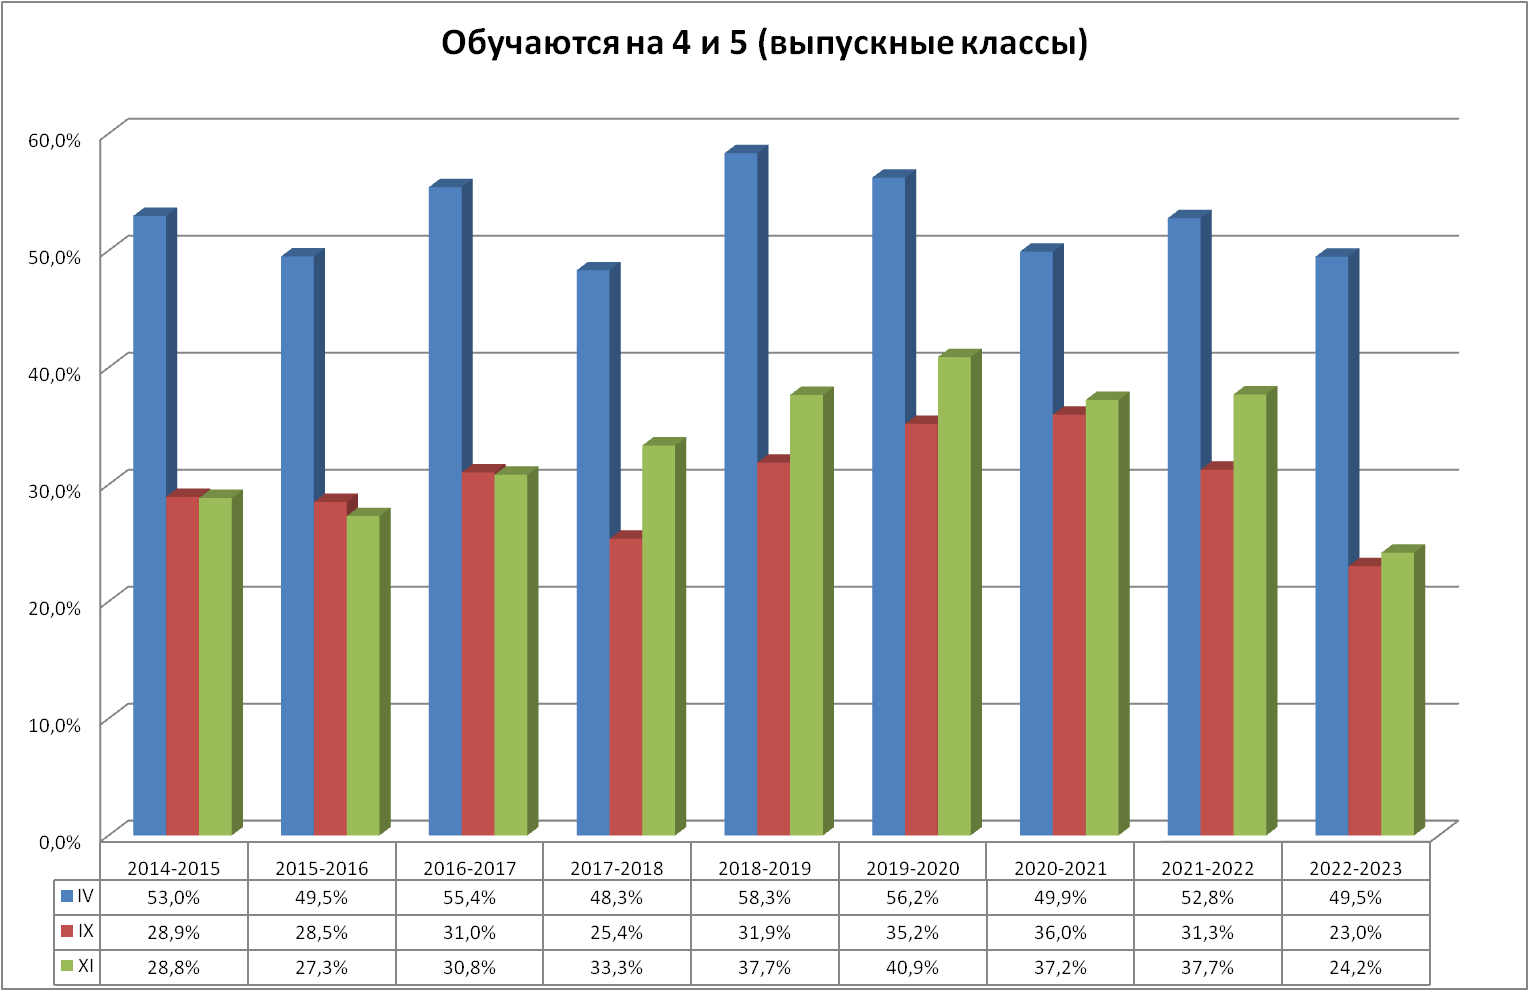 Обучаются на 4 и 5 (выпускные классы)
60,0%
50,0%
40,0%
30,0%
20,0%
10,0%
0,0%
2014-2015 2015-2016 2016-2017 2017-2018 2018-2019 2019-2020 2020-2021 2021-2022 2022-2023
IV 53,0% 49,5% 55,4% 48,3% 58,3% 56,2% 49,9% 52,8% 49,5%
IX 28,9% 28,5% 31,0% 25,4% 31,9% 35,2% 36,0% 31,3% 23,0%
XI 28,8% 27,3% 30,8% 33,3% 37,7% 40,9% 37,2% 37,7% 24,2%